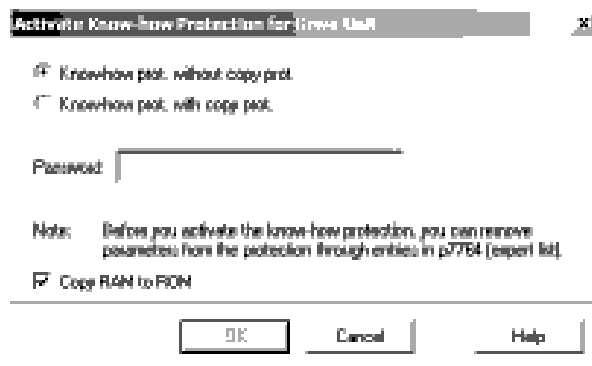 Activate Know-how Protection for Drive Unit
Know-how prot. without copy prot.
Know-how prot. with copy prot.
Password:
Note: Before you activate the know-how protection, you can remove
parameters from the protection through entries in p7764 (expert list).
Copy RAM to ROM
OK Cancel Help